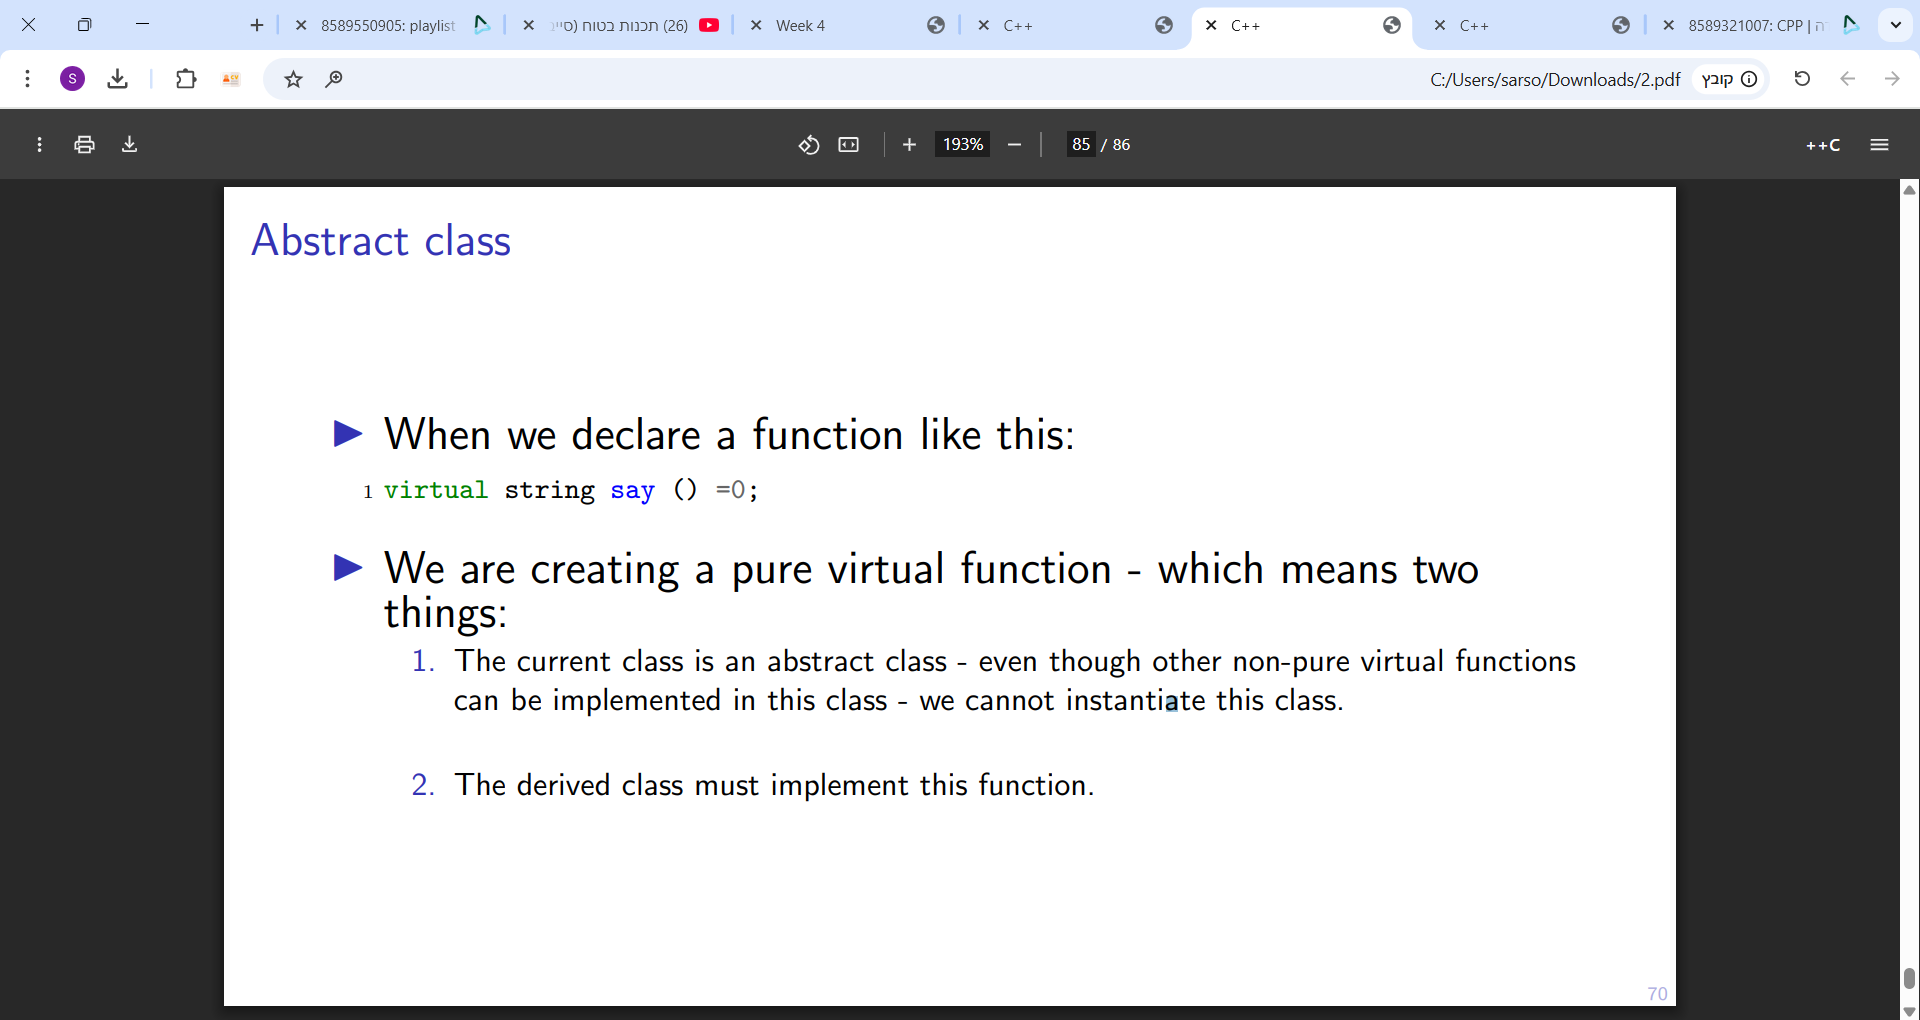 8589550905: playlist
(26) תכנות בטוח (סייב
Week 4
C++
C++
C++
8589321007: CPP | ה
S
C:/Users/sarso/Downloads/2.pdf
קובץ
193%
85 / 86
++C
Abstract class
When we declare a function like this:
1 virtual string say () =0;
We are creating a pure virtual function - which means two
things:
1. The current class is an abstract class - even though other non-pure virtual functions
can be implemented in this class - we cannot instantiate this class.
2. The derived class must implement this function.
70